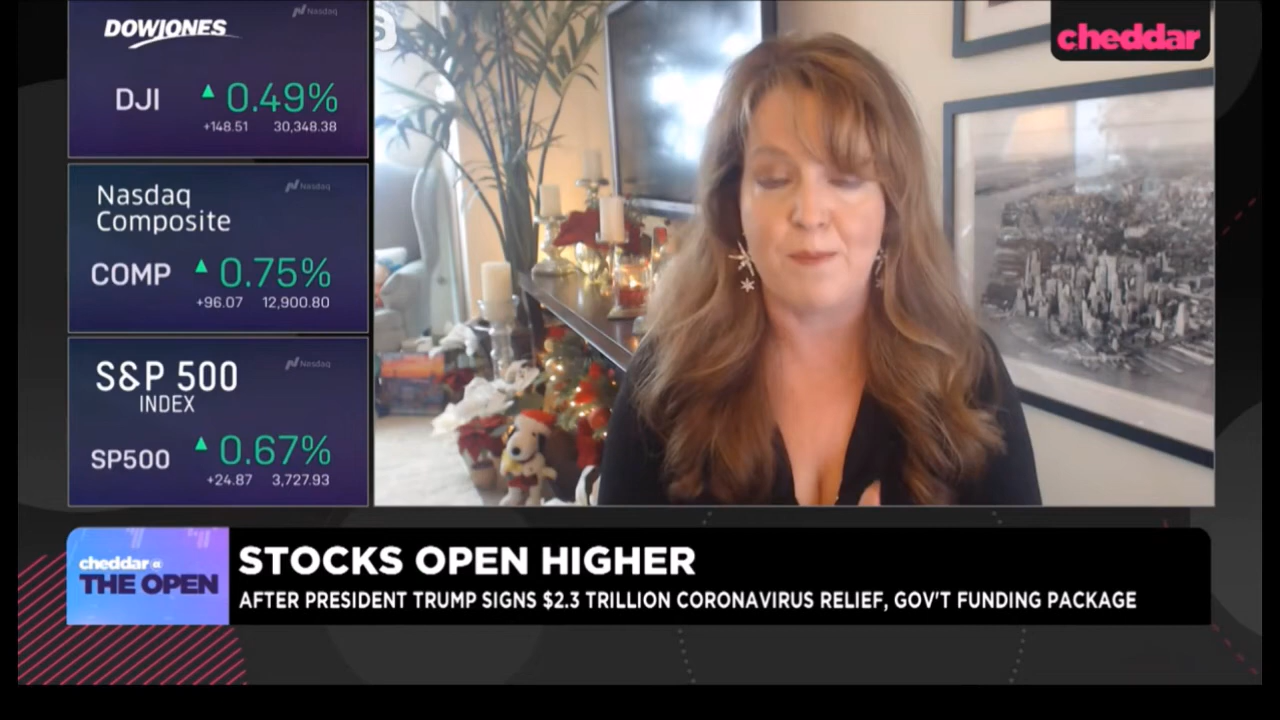 Nasdaq
DOWJONES
DJI
0.49%
+148.51 30,348.38
Nasdaq
Nasdaq
Composite
COMP
0.75%
+96.07 12,900.80
Nasdaq
S&P 500
INDEX
SP500
0.67%
+24.87 3,727.93
cheddar
cheddar
THE OPEN
STOCKS OPEN HIGHER
AFTER PRESIDENT TRUMP SIGNS $2.3 TRILLION CORONAVIRUS RELIEF, GOV'T FUNDING PACKAGE